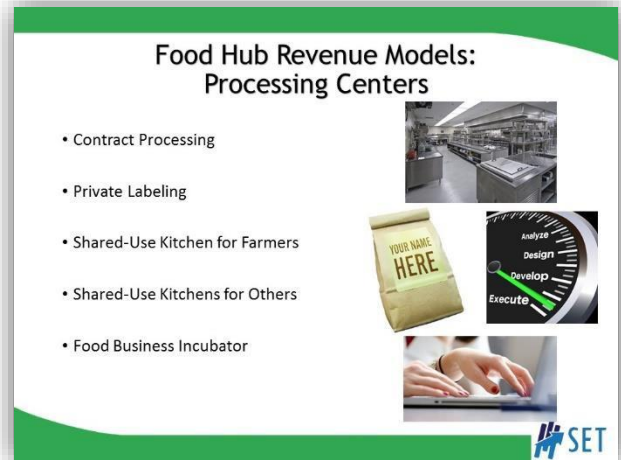 Food Hub Revenue Models:
Processing Centers
• Contract Processing
• Private Labeling
• Shared-Use Kitchen for Farmers
• Shared-Use Kitchens for Others
• Food Business Incubator
YOUR NAME
HERE
Analyze
Design
Develop
Execute
SET